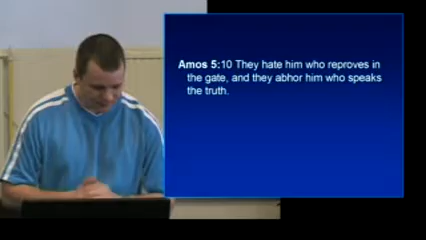 Amos 5:10 They hate him who reproves in
the gate, and they abhor him who speaks
the truth.